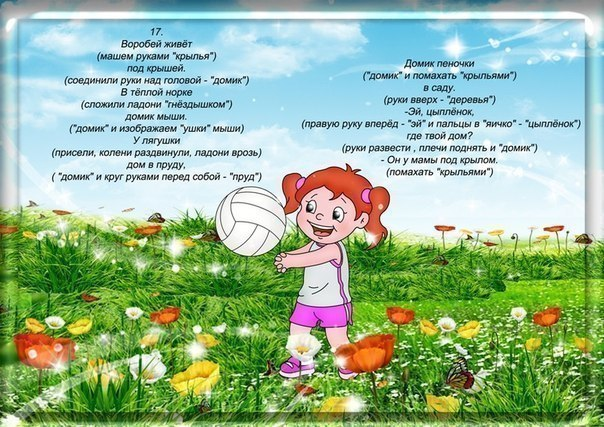 17.
Воробей живёт
(машем руками "крылья")
под крышей.
(соединили руки над головой - "домик")
В тёплой норке
(сложили ладони "гнёздышком")
домик мыши.
("домик" и изображаем "ушки" мыши)
У лягушки
(присели, колени раздвинули, ладони врозь)
дом в пруду,
( "домик" и круг руками перед собой - "пруд")
Домик пеночки
("домик" и помахать "крыльями")
в саду.
(руки вверх - "деревья")
-Эй, цыплёнок,
(правую руку вперёд - "эй" и пальцы в "яичко" - "цыплёнок")
где твой дом?
(руки развести , плечи поднять и "домик")
- Он у мамы под крылом.
(помахать "крыльями")